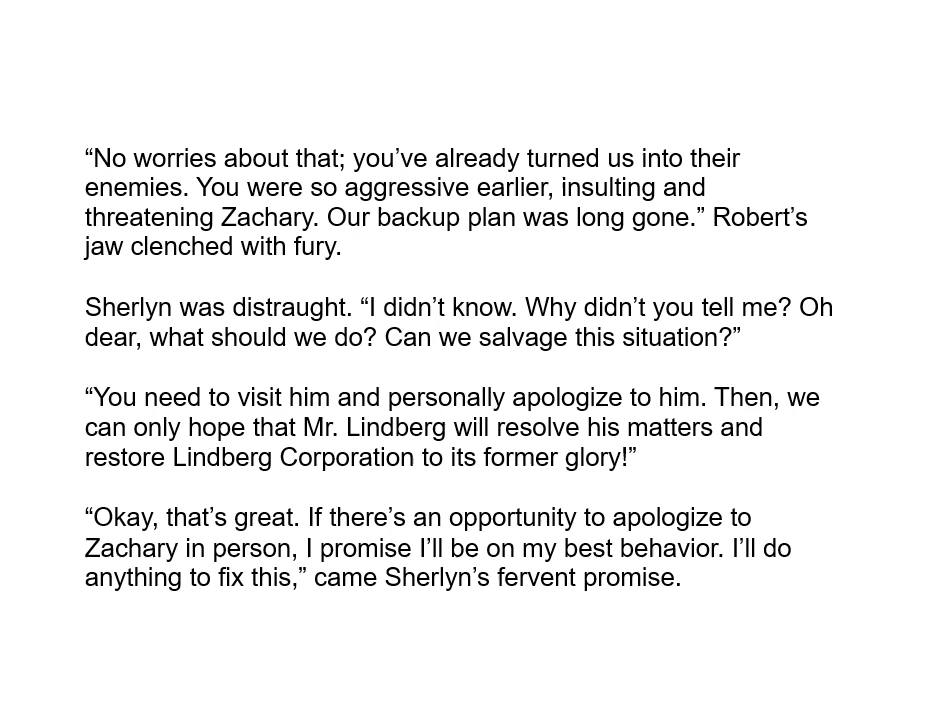 “No worries about that; you’ve already turned us into their
enemies. You were so aggressive earlier, insulting and
threatening Zachary. Our backup plan was long gone.” Robert’s
jaw clenched with fury.
Sherlyn was distraught. “I didn’t know. Why didn’t you tell me? Oh
dear, what should we do? Can we salvage this situation?”
“You need to visit him and personally apologize to him. Then, we
can only hope that Mr. Lindberg will resolve his matters and
restore Lindberg Corporation to its former glory!”
“Okay, that’s great. If there’s an opportunity to apologize to
Zachary in person, I promise I’ll be on my best behavior. I’ll do
anything to fix this,” came Sherlyn’s fervent promise.